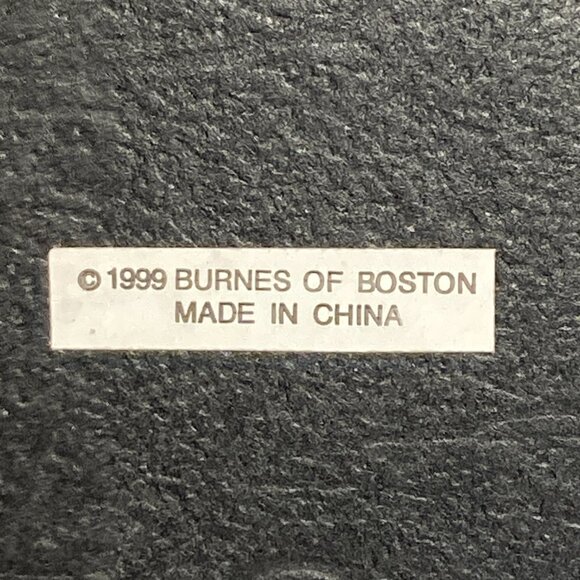 © 1999 BURNES OF BOSTON
MADE IN CHINA